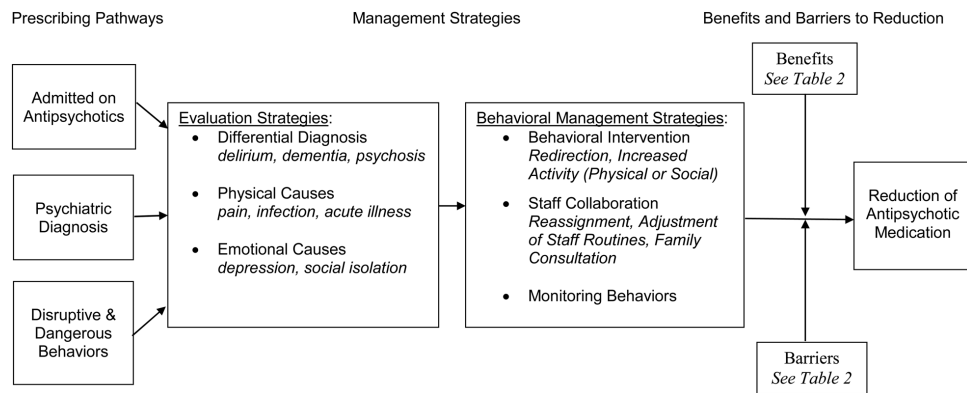 Prescribing Pathways
Management Strategies
Benefits and Barriers to Reduction
Admitted on
Antipsychotics
Psychiatric
Diagnosis
Disruptive &
Dangerous
Behaviors
Evaluation Strategies:
• Differential Diagnosis
delirium, dementia, psychosis
• Physical Causes
pain, infection, acute illness
• Emotional Causes
depression, social isolation
Behavioral Management Strategies:
• Behavioral Intervention
Redirection, Increased
Activity (Physical or Social)
• Staff Collaboration
Reassignment, Adjustment
of Staff Routines, Family
Consultation
• Monitoring Behaviors
Benefits
See Table 2
Reduction of
Antipsychotic
Medication
Barriers
See Table 2